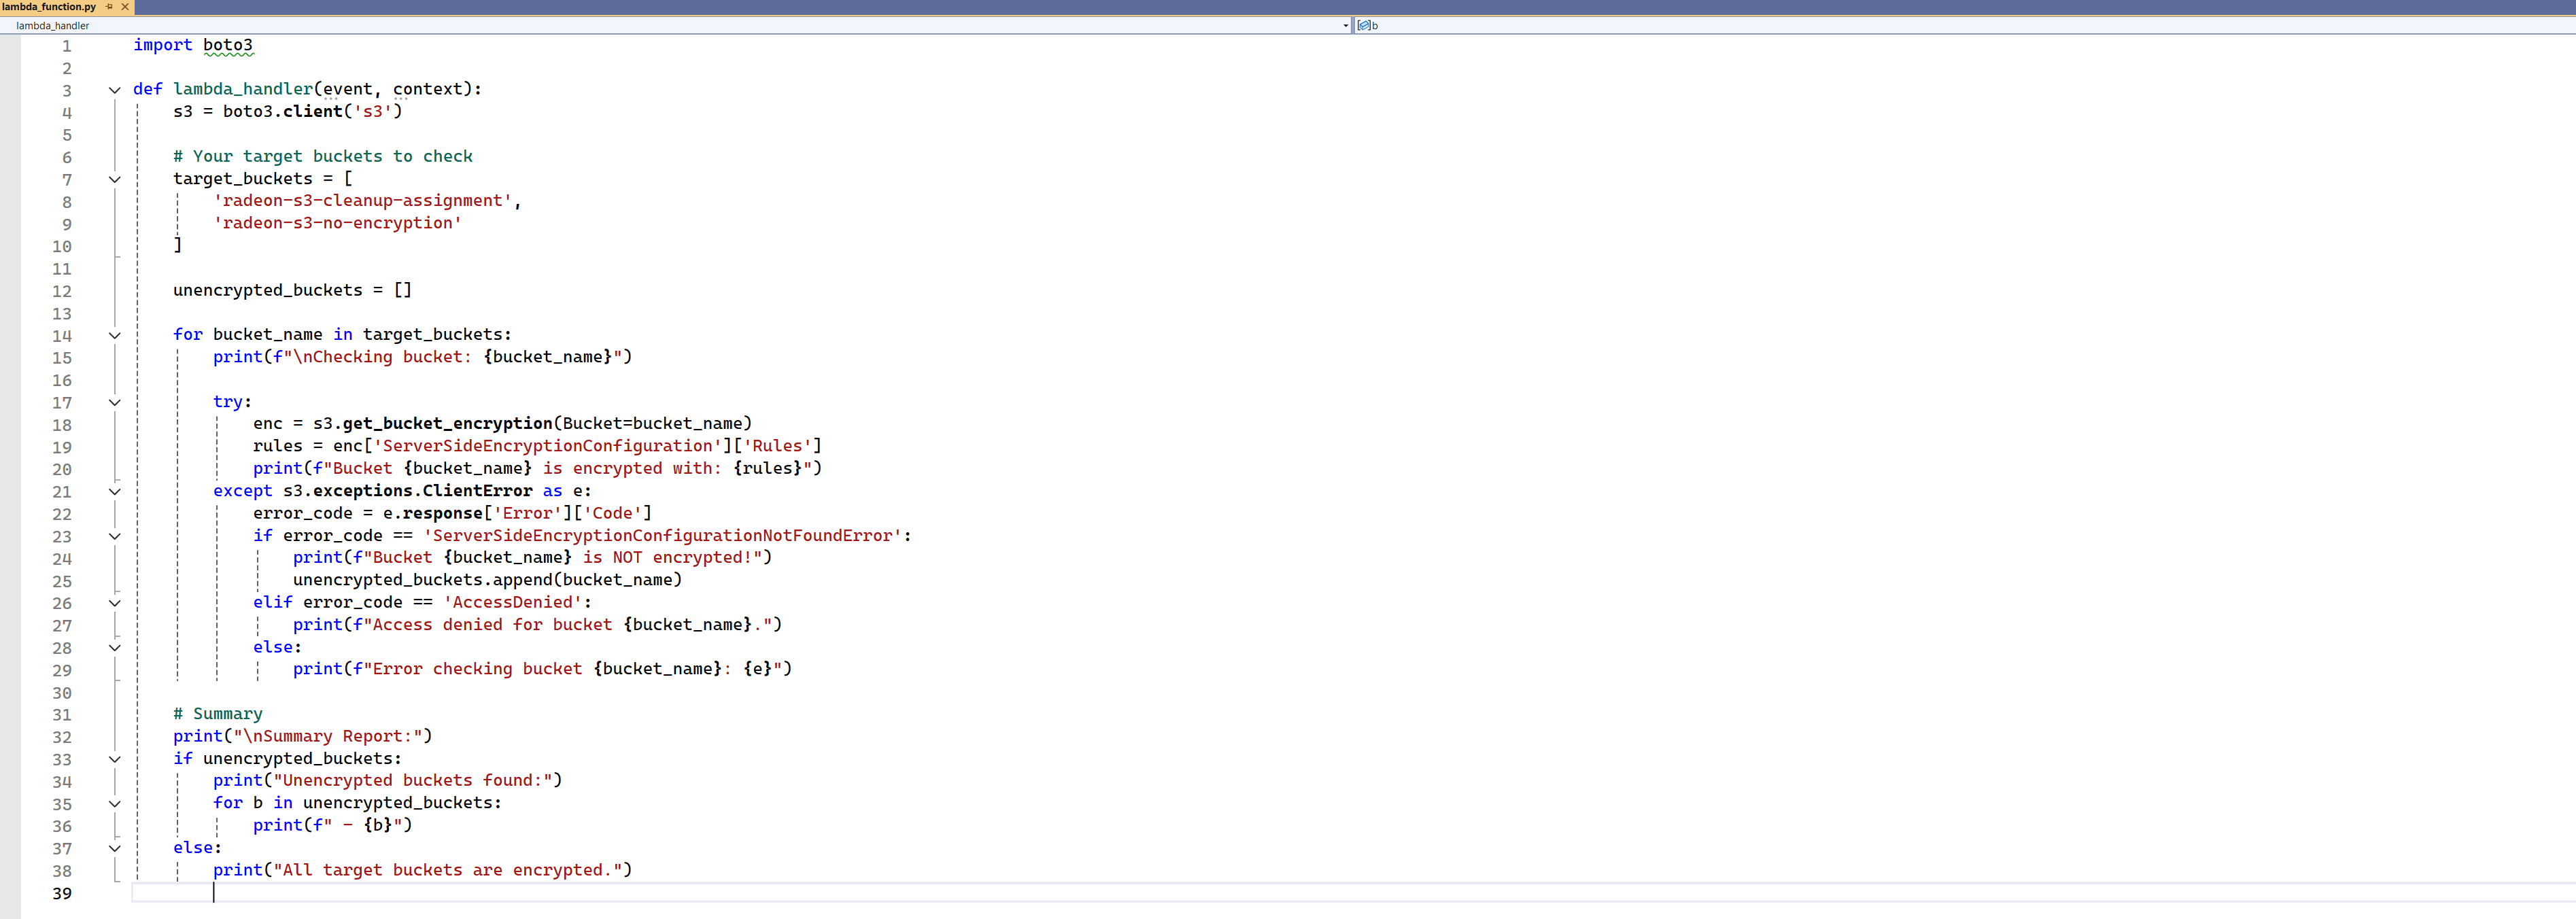 lambda_function.py
lambda_handler
b
1 import boto3
2
3 def lambda_handler(event, context):
4     s3 = boto3.client('s3')
5
6     # Your target buckets to check
7     target_buckets = [
8         'radeon-s3-cleanup-assignment',
9         'radeon-s3-no-encryption'
10     ]
11
12     unencrypted_buckets = []
13
14     for bucket_name in target_buckets:
15         print(f"\nChecking bucket: {bucket_name}")
16
17         try:
18             enc = s3.get_bucket_encryption(Bucket=bucket_name)
19             rules = enc['ServerSideEncryptionConfiguration']['Rules']
20             print(f"Bucket {bucket_name} is encrypted with: {rules}")
21         except s3.exceptions.ClientError as e:
22             error_code = e.response['Error']['Code']
23             if error_code == 'ServerSideEncryptionConfigurationNotFoundError':
24                 print(f"Bucket {bucket_name} is NOT encrypted!")
25                 unencrypted_buckets.append(bucket_name)
26             elif error_code == 'AccessDenied':
27                 print(f"Access denied for bucket {bucket_name}.")
28             else:
29                 print(f"Error checking bucket {bucket_name}: {e}")
30
31     # Summary
32     print("\nSummary Report:")
33     if unencrypted_buckets:
34         print("Unencrypted buckets found:")
35         for b in unencrypted_buckets:
36             print(f" - {b}")
37     else:
38         print("All target buckets are encrypted.")
39